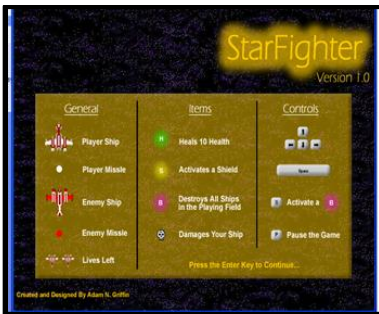 StarFighter
Version 1.0
General
Player Ship
Player Missle
Enemy Ship
Enemy Missle
Lives Left
Items
H Heals 10 Health
S Activates a Shield
B Destroys All Ships
in the Playing Field
Damages Your Ship
Controls
Space
Activate a B
P Pause the Game
Press the Enter Key to Continue...
Created and Designed By Adam N. Griffin